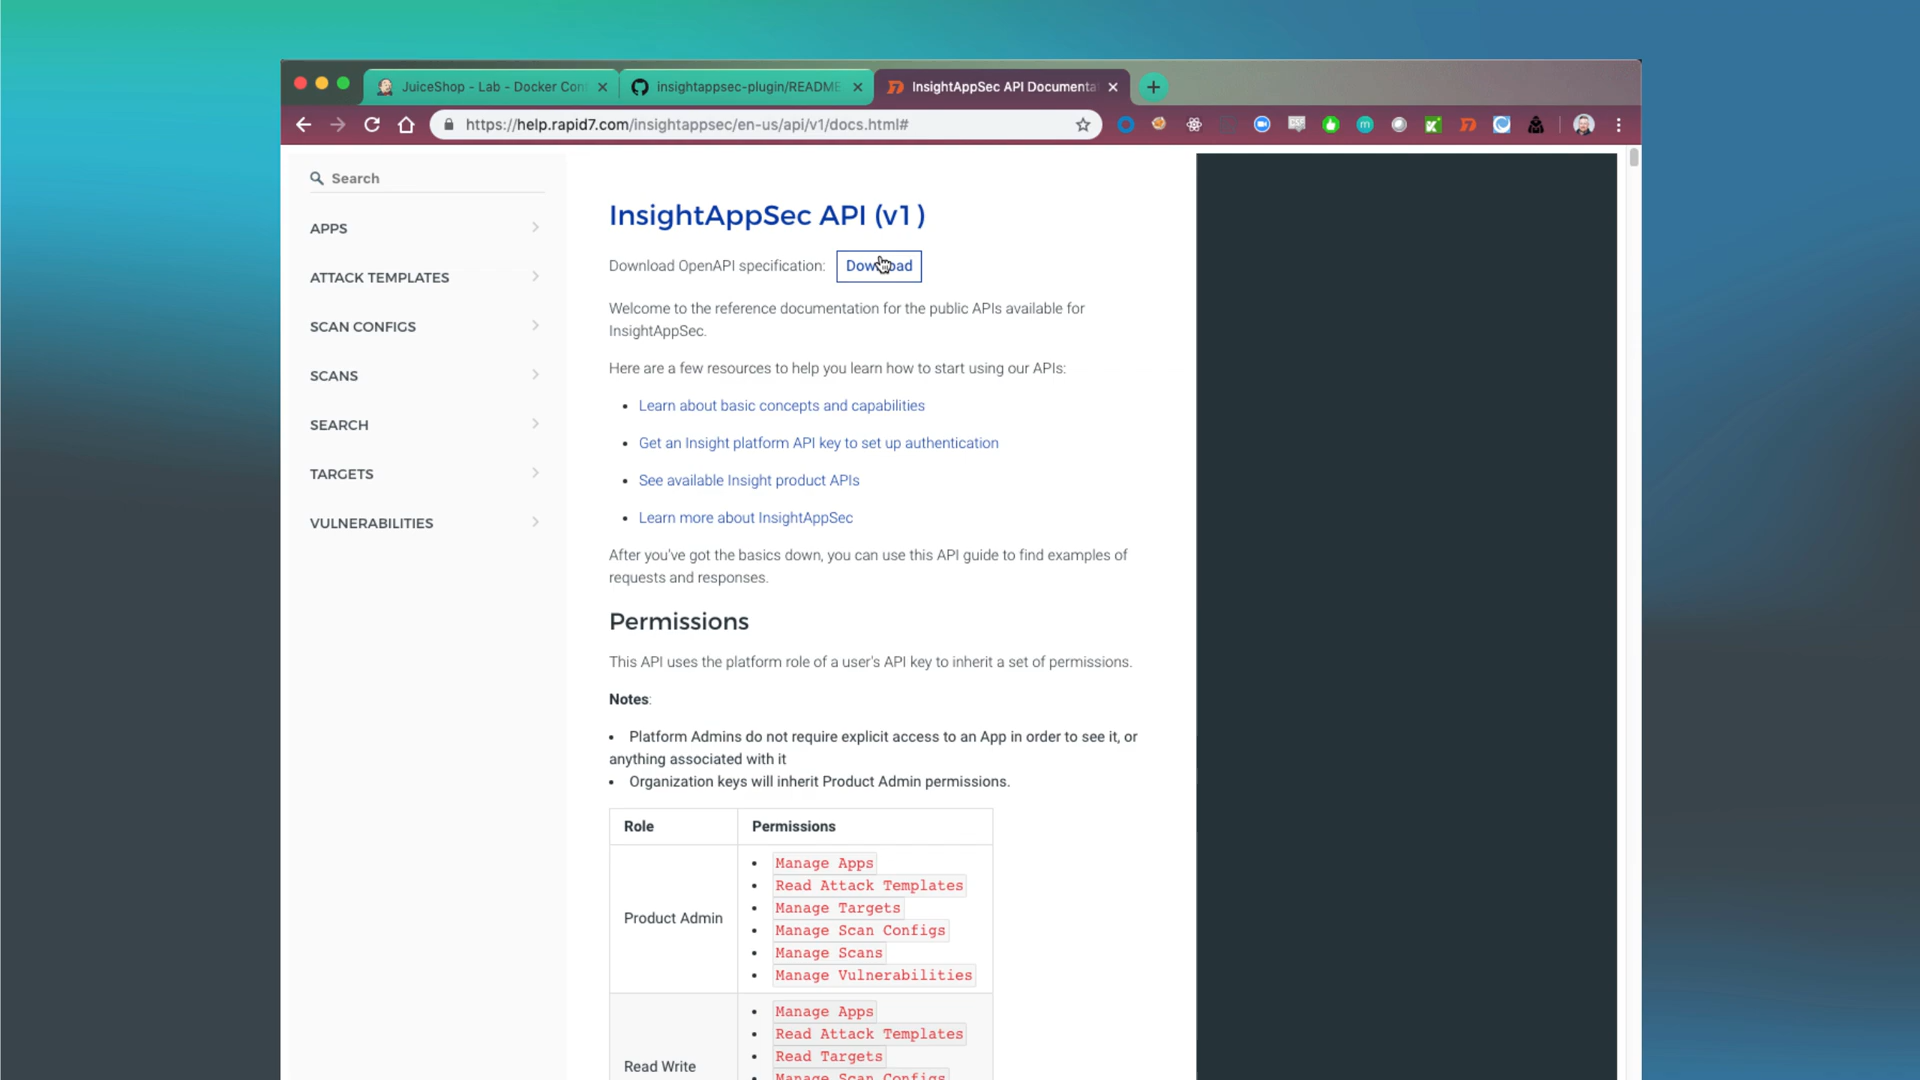 JuiceShop - Lab - Docker Con
insightappsec-plugin/README
InsightAppSec API Documenta
https://help.rapid7.com/insightappsec/en-us/api/v1/docs.html#
Search
APPS
ATTACK TEMPLATES
SCAN CONFIGS
SCANS
SEARCH
TARGETS
VULNERABILITIES
InsightAppSec API (v1)
Download OpenAPI specification: Download
Welcome to the reference documentation for the public APIs available for
InsightAppSec.
Here are a few resources to help you learn how to start using our APIs:
• Learn about basic concepts and capabilities
• Get an Insight platform API key to set up authentication
• See available Insight product APIs
• Learn more about InsightAppSec
After you've got the basics down, you can use this API guide to find examples of
requests and responses.
Permissions
This API uses the platform role of a user's API key to inherit a set of permissions.
Notes:
• Platform Admins do not require explicit access to an App in order to see it, or
anything associated with it
• Organization keys will inherit Product Admin permissions.
Role Permissions
Product Admin
• Manage Apps
• Read Attack Templates
• Manage Targets
• Manage Scan Configs
• Manage Scans
• Manage Vulnerabilities
Read Write
• Manage Apps
• Read Attack Templates
• Read Targets
• Manage Scan Configs